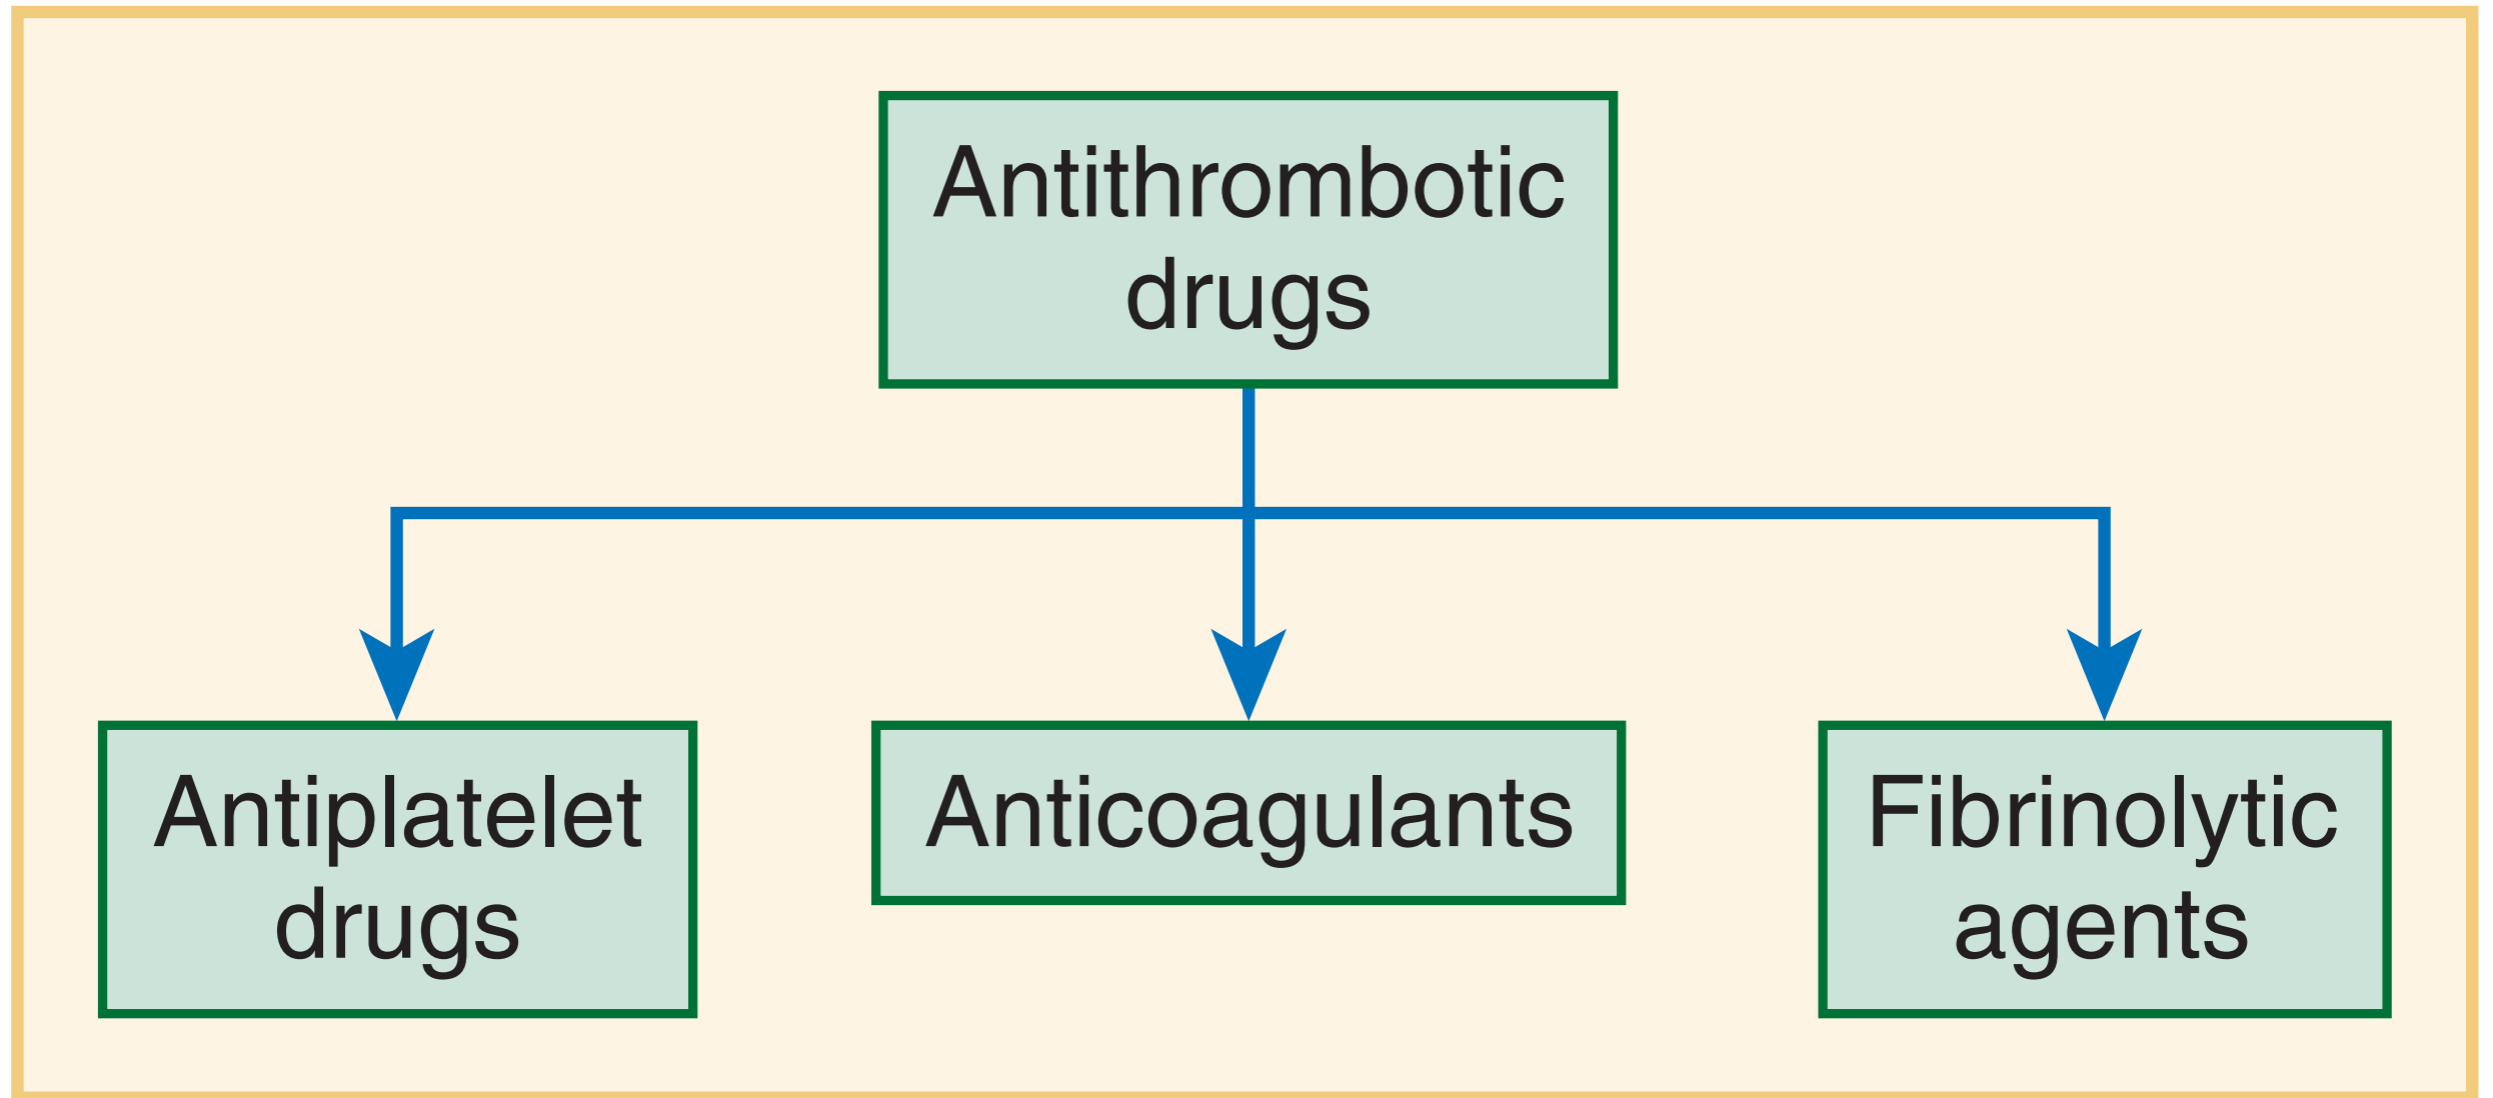 Antithrombotic
drugs
Antiplatelet
drugs
Anticoagulants
Fibrinolytic
agents